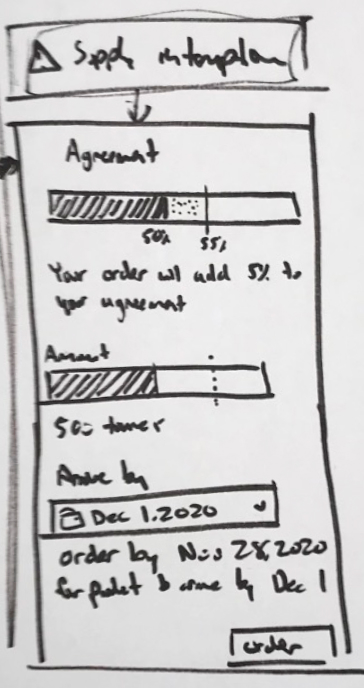 Supply interruption
Agreement
50% 55%
Your order will add 5% to
your agreement
Amount
500
Arrive by
Dec 1, 2020
order by Nov 28, 2020
for product to arrive by Dec 1
order